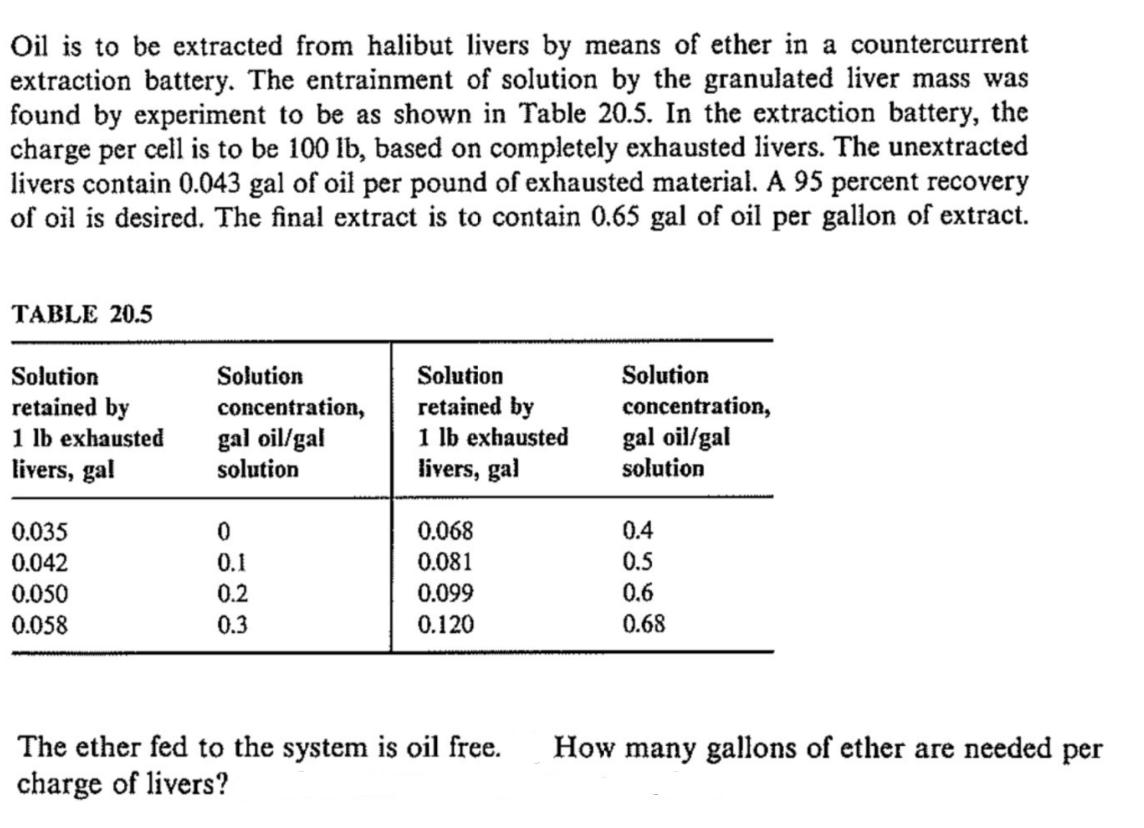 Oil is to be extracted from halibut livers by means of ether in a countercurrent
extraction battery. The entrainment of solution by the granulated liver mass was
found by experiment to be as shown in Table 20.5. In the extraction battery, the
charge per cell is to be 100 lb, based on completely exhausted livers. The unextracted
livers contain 0.043 gal of oil per pound of exhausted material. A 95 percent recovery
of oil is desired. The final extract is to contain 0.65 gal of oil per gallon of extract.
TABLE 20.5
Solution Solution Solution Solution
retained by concentration, retained by concentration,
1 lb exhausted gal oil/gal 1 lb exhausted gal oil/gal
livers, gal solution livers, gal solution
0.035 0 0.068 0.4
0.042 0.1 0.081 0.5
0.050 0.2 0.099 0.6
0.058 0.3 0.120 0.68
The ether fed to the system is oil free. How many gallons of ether are needed per
charge of livers?